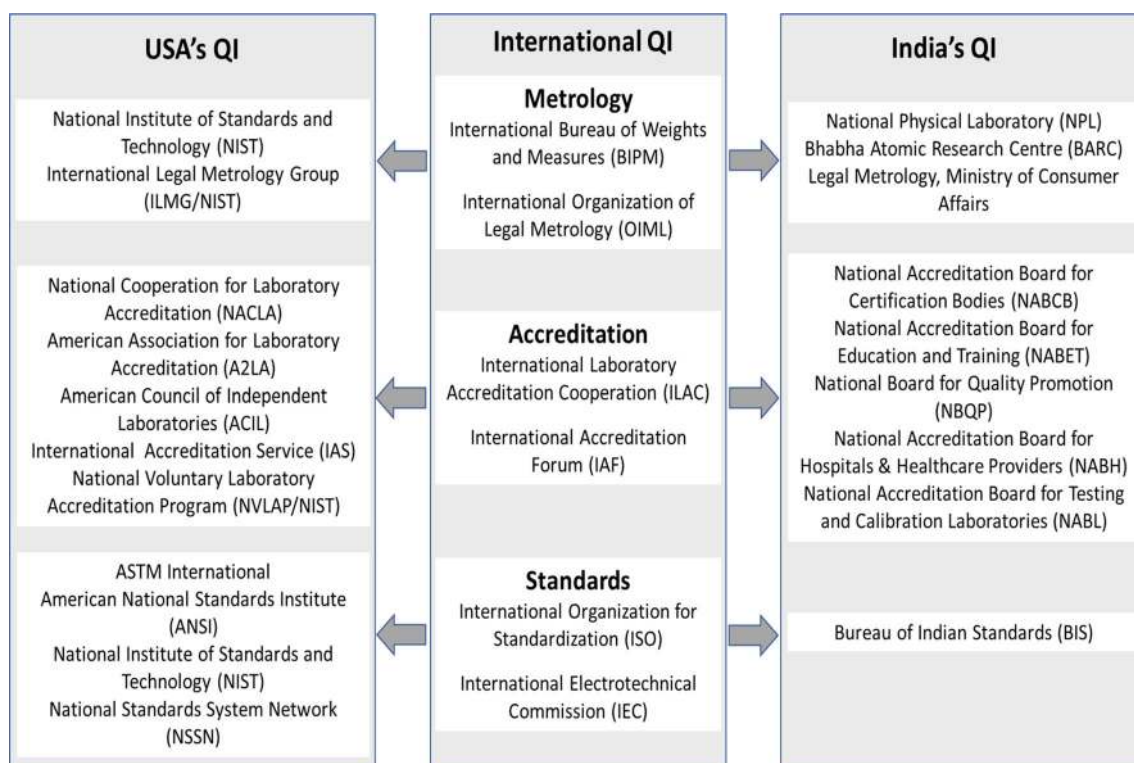 USA's QI
National Institute of Standards and
Technology (NIST)
International Legal Metrology Group
(ILMG/NIST)
National Cooperation for Laboratory
Accreditation (NACLA)
American Association for Laboratory
Accreditation (A2LA)
American Council of Independent
Laboratories (ACIL)
International Accreditation Service (IAS)
National Voluntary Laboratory
Accreditation Program (NVLAP/NIST)
ASTM International
American National Standards Institute
(ANSI)
National Institute of Standards and
Technology (NIST)
National Standards System Network
(NSSN)
International QI
Metrology
International Bureau of Weights
and Measures (BIPM)
International Organization of
Legal Metrology (OIML)
Accreditation
International Laboratory
Accreditation Cooperation (ILAC)
International Accreditation
Forum (IAF)
Standards
International Organization for
Standardization (ISO)
International Electrotechnical
Commission (IEC)
India's QI
National Physical Laboratory (NPL)
Bhabha Atomic Research Centre (BARC)
Legal Metrology, Ministry of Consumer
Affairs
National Accreditation Board for
Certification Bodies (NABCB)
National Accreditation Board for
Education and Training (NABET)
National Board for Quality Promotion
(NBQP)
National Accreditation Board for
Hospitals & Healthcare Providers (NABH)
National Accreditation Board for Testing
and Calibration Laboratories (NABL)
Bureau of Indian Standards (BIS)